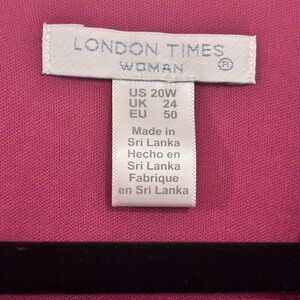 LONDON TIMES
WOMAN ®
US 20W
UK 24
EU 50
Made in
Sri Lanka
Hecho en
Sri Lanka
Fabrique
en Sri Lanka